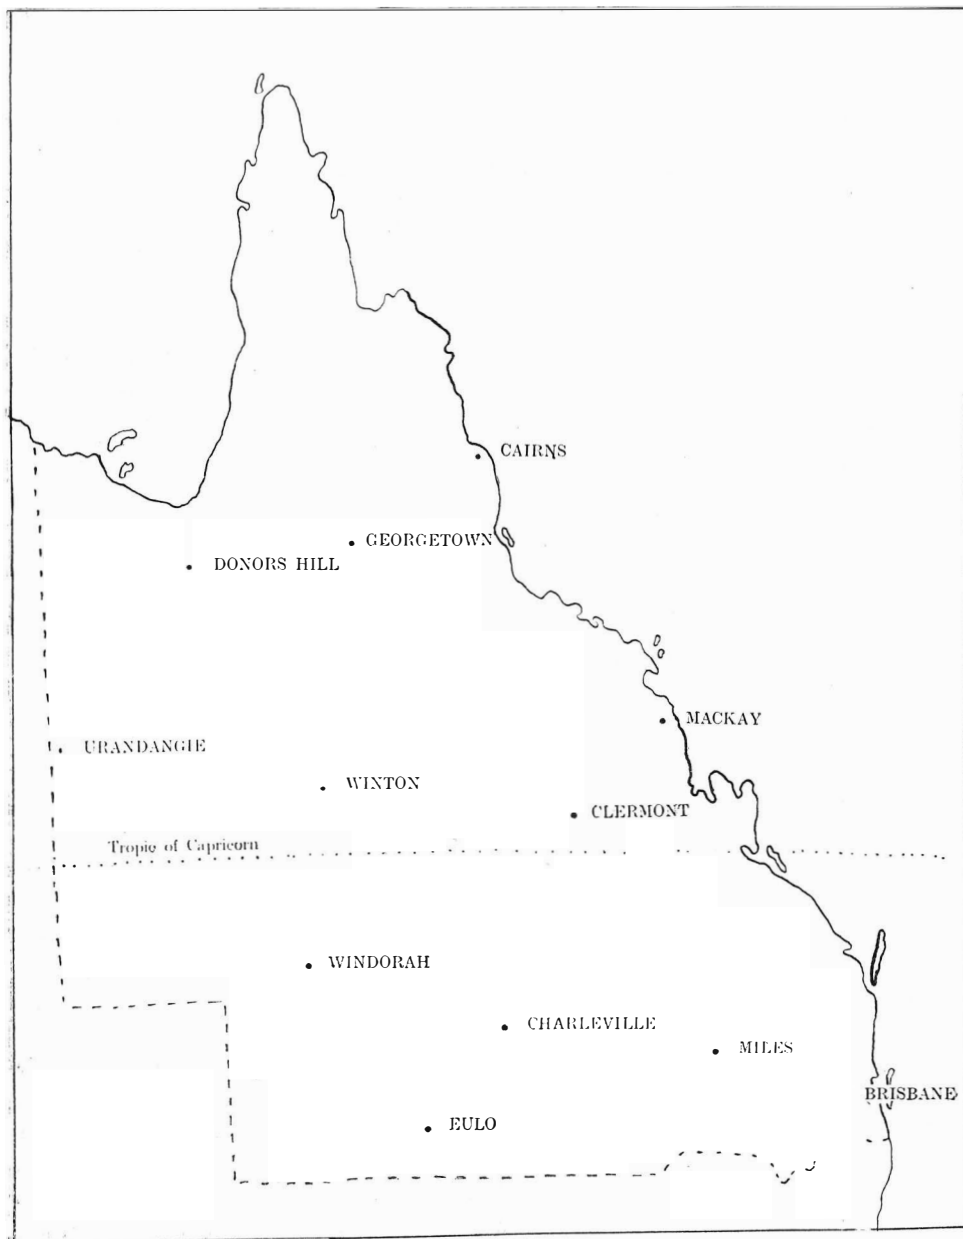 CAIRNS
GEORGETOWN
DONORS HILL
MACKAY
URANDANGIE
WINTON
CLERMONT
Tropic of Capricorn
WINDORAH
CHARLEVILLE
MILES
BRISBANE
EULO